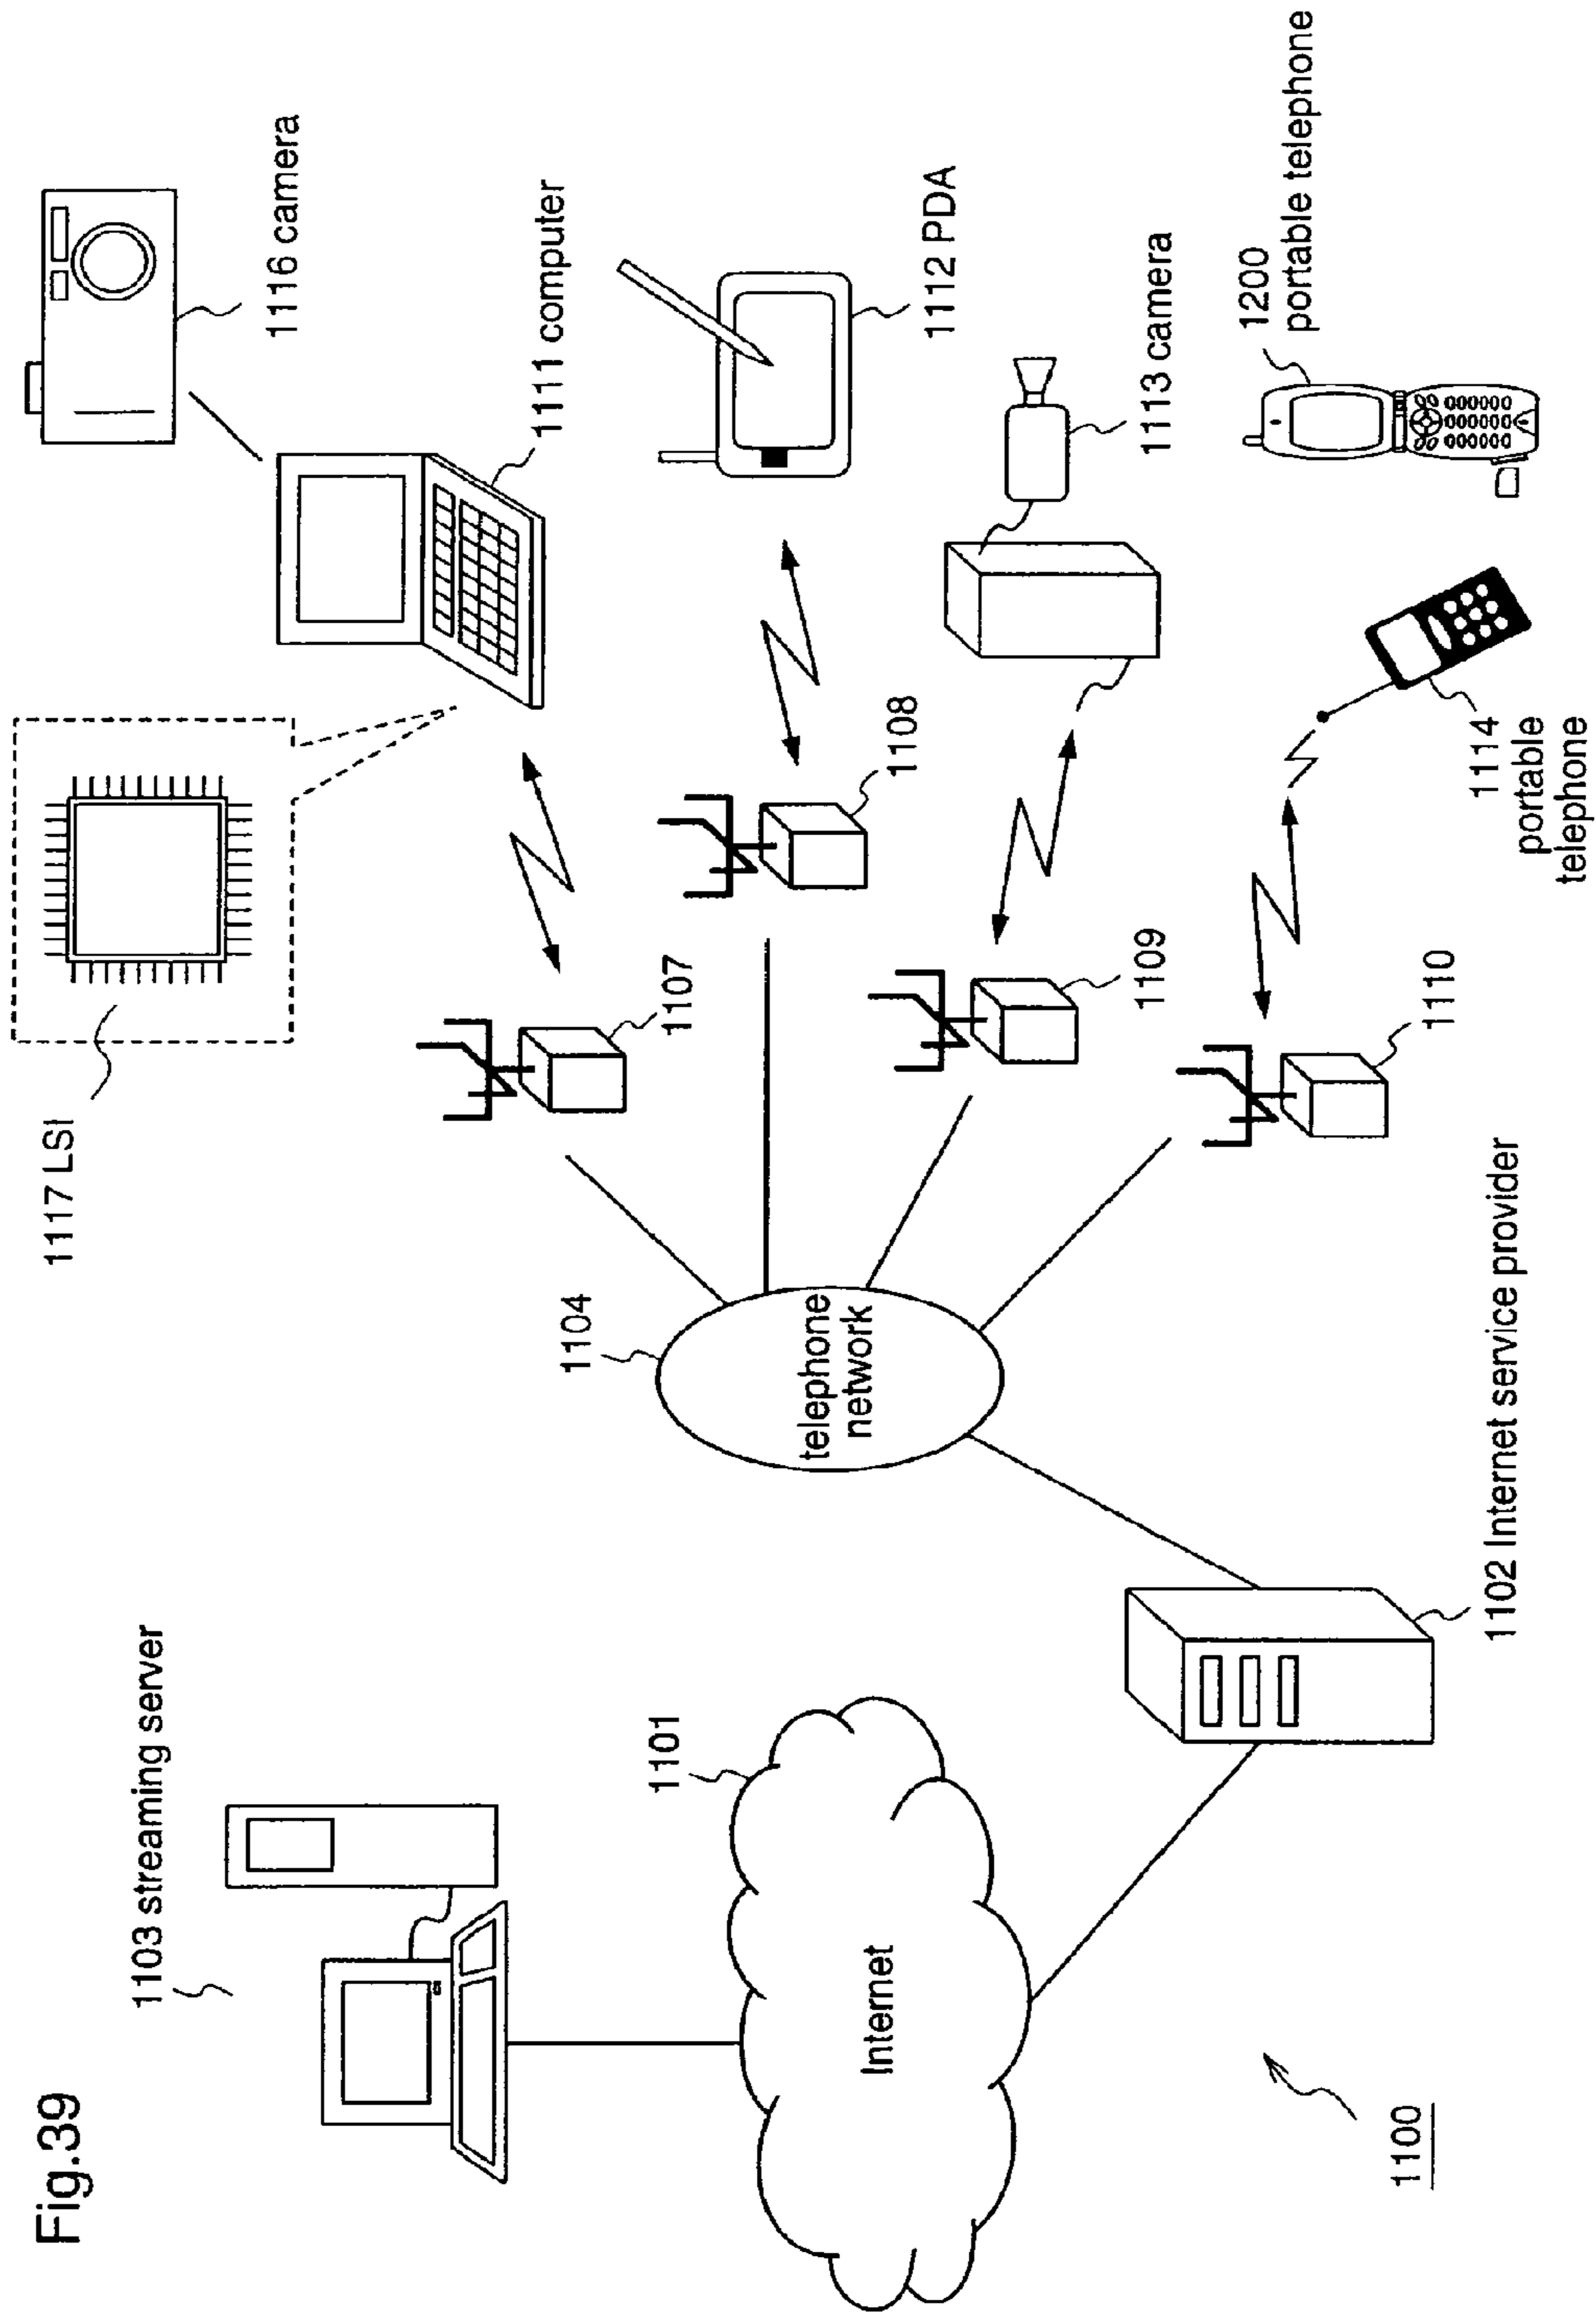 Fig.39
1103 streaming server
1117 LSI
1116 camera
1111 computer
1107
1108
1112 PDA
1101
Internet
1104
telephone
network
1109
1113 camera
1110
1114
portable
telephone
1200
portable telephone
1102 Internet service provider
1100